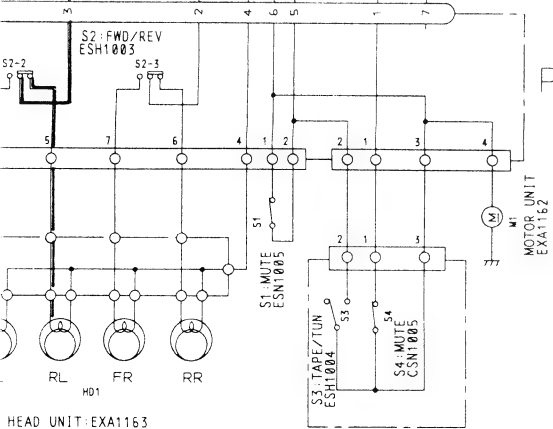 3 2 4 6 5 1 7
S2:FWD/REV
ESH1003
S2-2 S2-3
5 7 6 4 1 2 2 1 3 4
S1
S1:MUTE
ESN1005
M
M1
MOTOR UNIT
EXA1162
2 1 3
S3
S4
S3:TAPE/TUN
ESH1004
S4:MUTE
CSN1005
L RL FR RR
HD1
HEAD UNIT:EXA1163